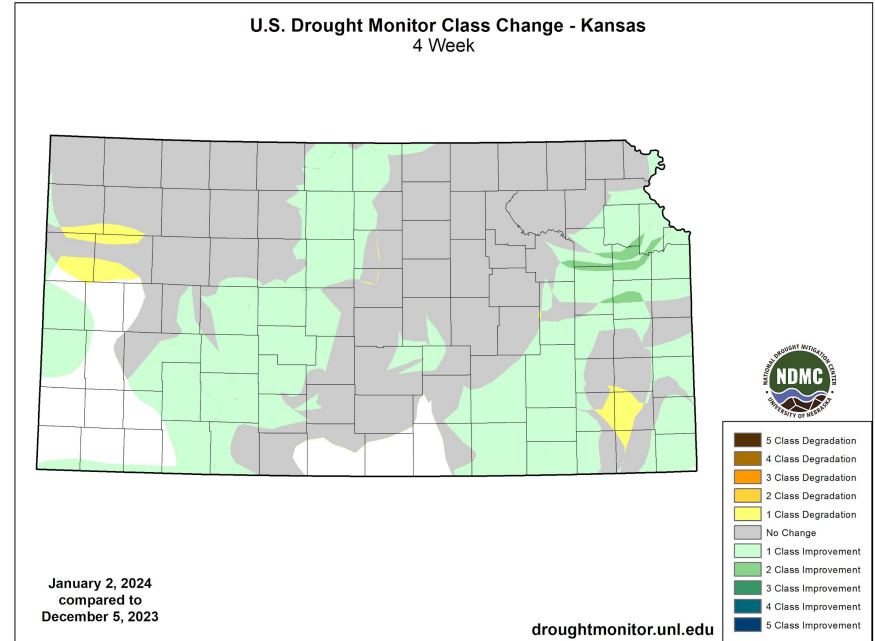 U.S. Drought Monitor Class Change - Kansas
4 Week
NATIONAL DROUGHT MITIGATION CENTER
NDMC
UNIVERSITY OF NEBRASKA
5 Class Degradation
4 Class Degradation
3 Class Degradation
2 Class Degradation
1 Class Degradation
No Change
1 Class Improvement
2 Class Improvement
3 Class Improvement
4 Class Improvement
5 Class Improvement
January 2, 2024
compared to
December 5, 2023
droughtmonitor.unl.edu